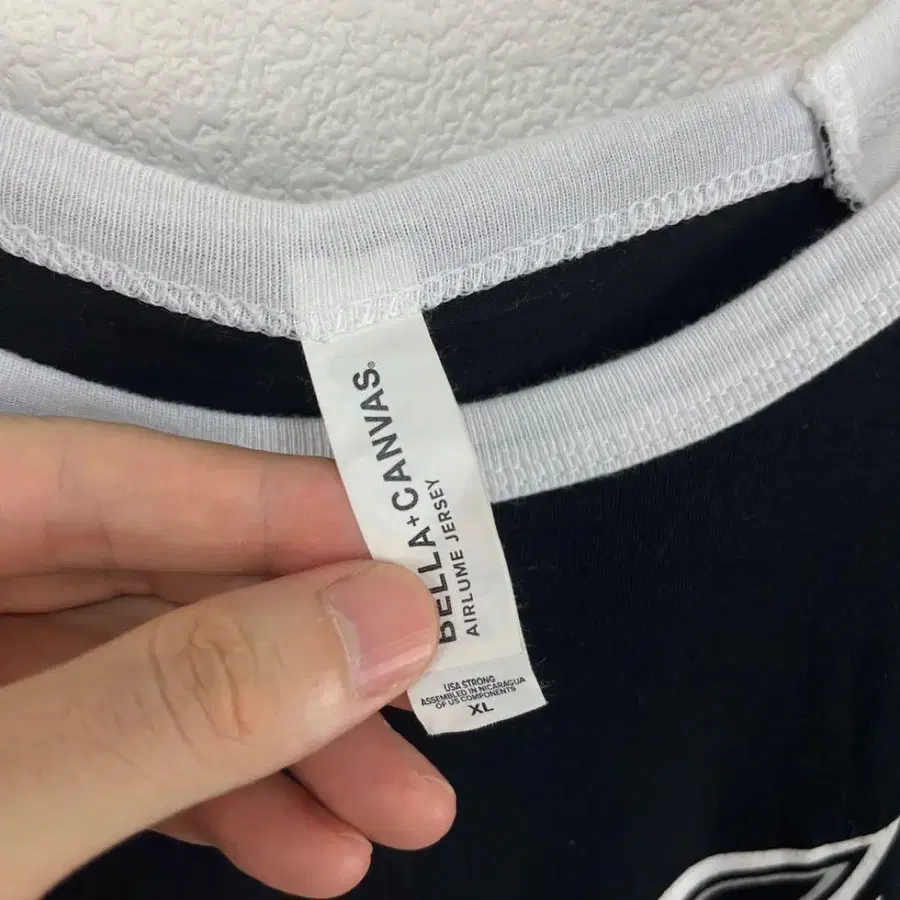 BELLA+CANVAS®
AIRLUME JERSEY
USA STRONG
ASSEMBLED IN NICARAGUA
OF US COMPONENTS
XL